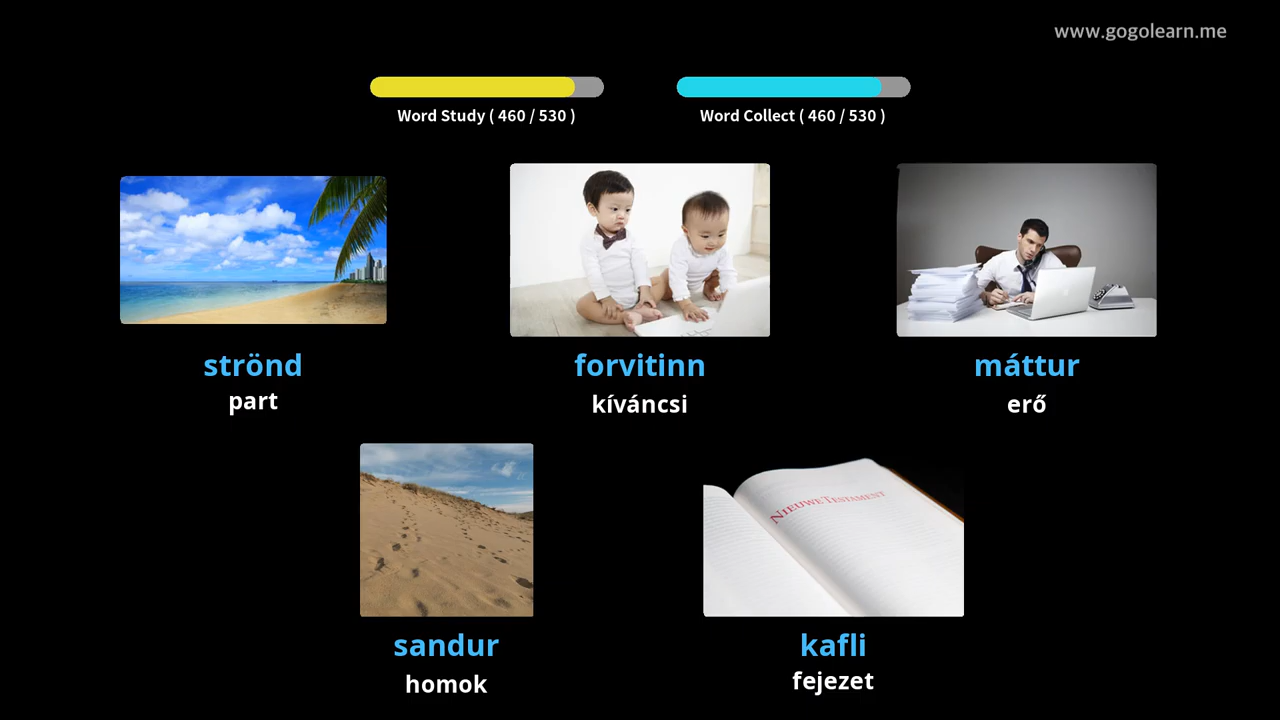 www.gogolearn.me
Word Study ( 460 / 530 )
Word Collect ( 460 / 530 )
strönd
part
forvitinn
kíváncsi
máttur
erő
NIEUWE TESTAMENT
sandur
homok
kafli
fejezet